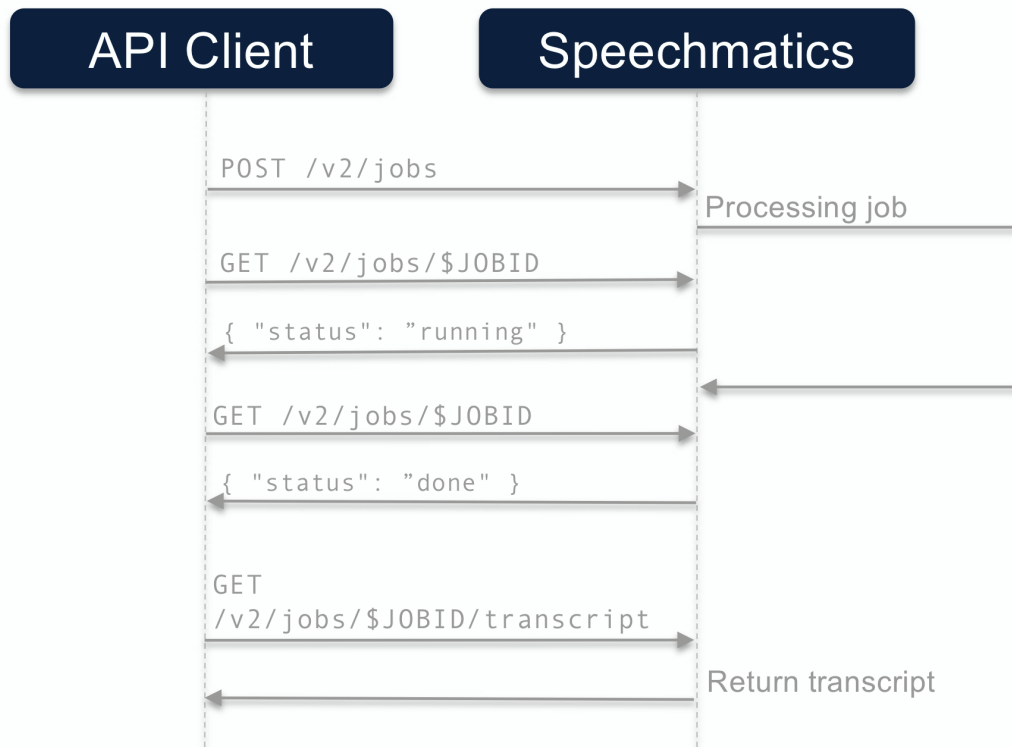 API Client
Speechmatics
POST /v2/jobs
Processing job
GET /v2/jobs/$JOBID
{ "status": ”running" }
GET /v2/jobs/$JOBID
{ "status": ”done" }
GET
/v2/jobs/$JOBID/transcript
Return transcript